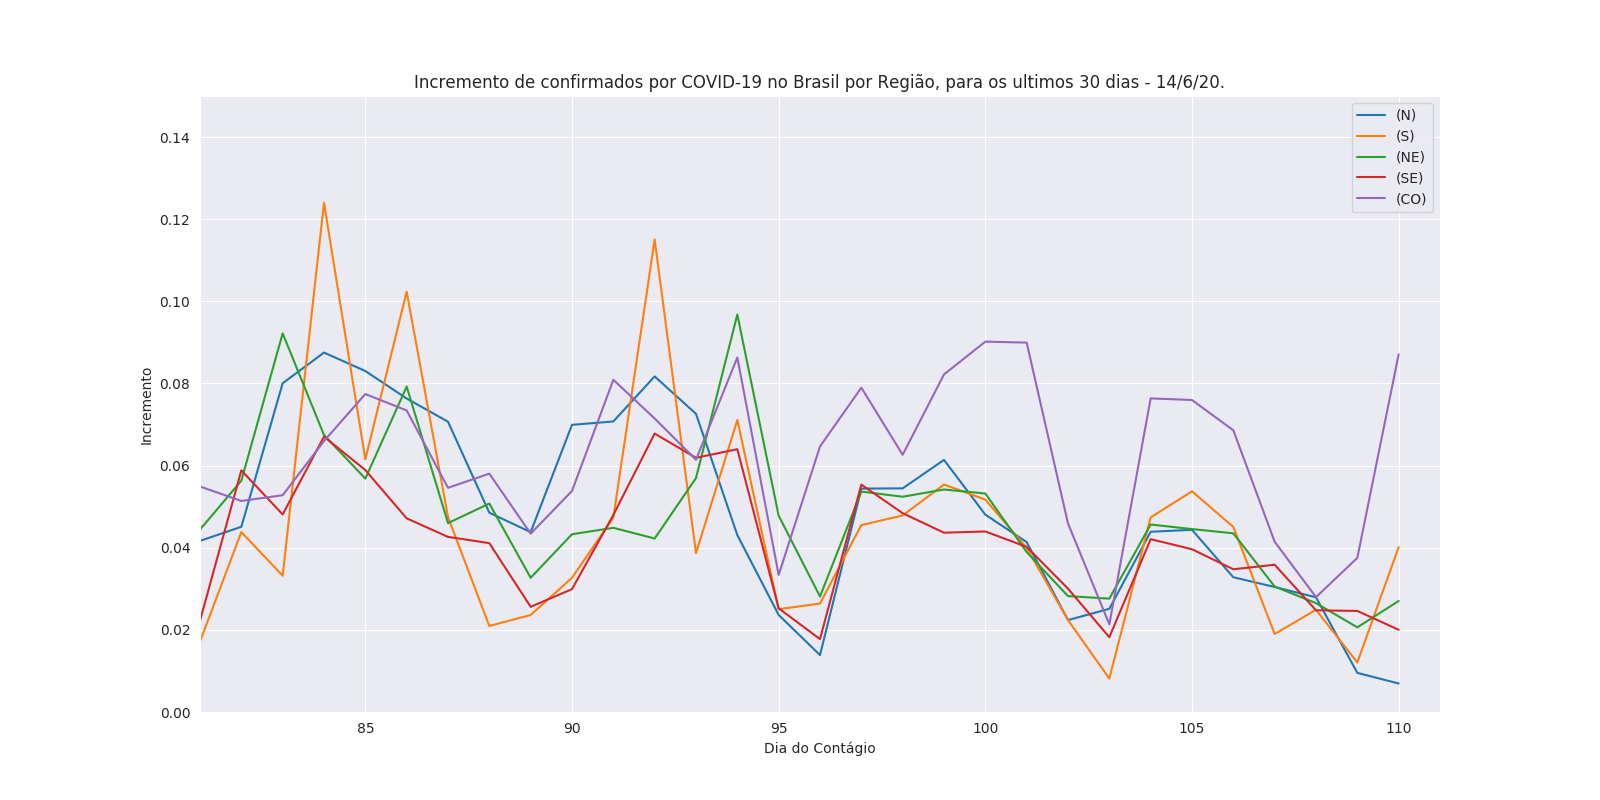 Incremento de confirmados por COVID-19 no Brasil por Região, para os ultimos 30 dias - 14/6/20.
(N)
(S)
(NE)
(SE)
(CO)
Incremento
0.14
0.12
0.10
0.08
0.06
0.04
0.02
0.00
85 90 95 100 105 110
Dia do Contágio